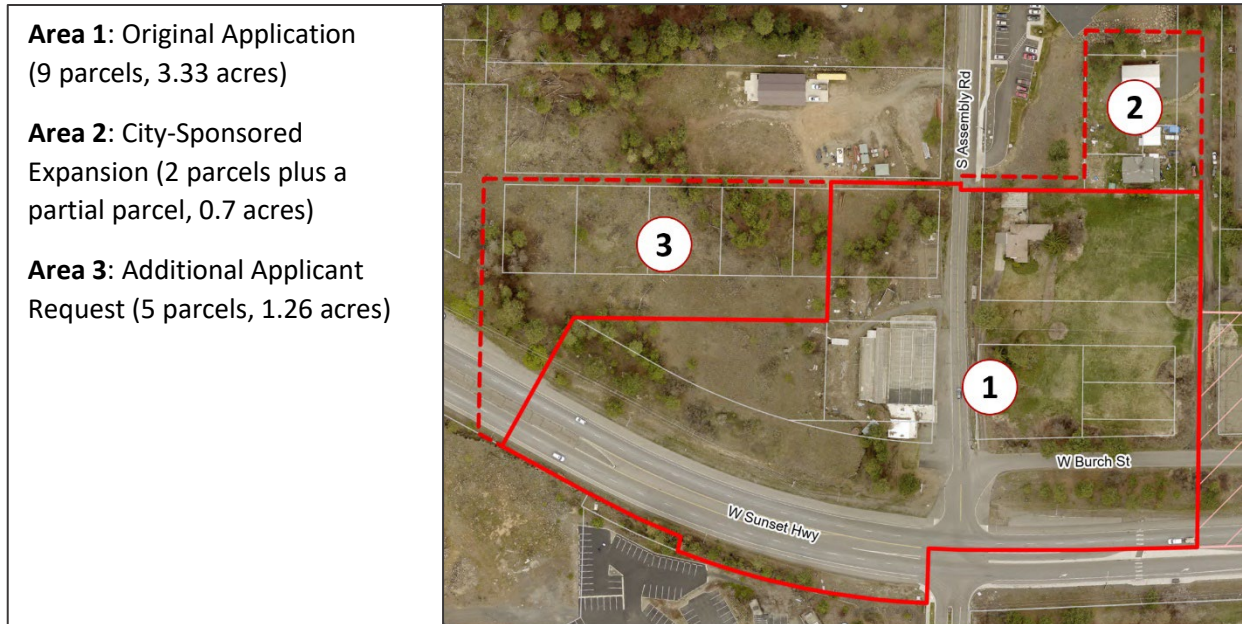 Area 1: Original Application
(9 parcels, 3.33 acres)
Area 2: City-Sponsored
Expansion (2 parcels plus a
partial parcel, 0.7 acres)
Area 3: Additional Applicant
Request (5 parcels, 1.26 acres)
S Assembly Rd
2
3
1
W Burch St
W Sunset Hwy